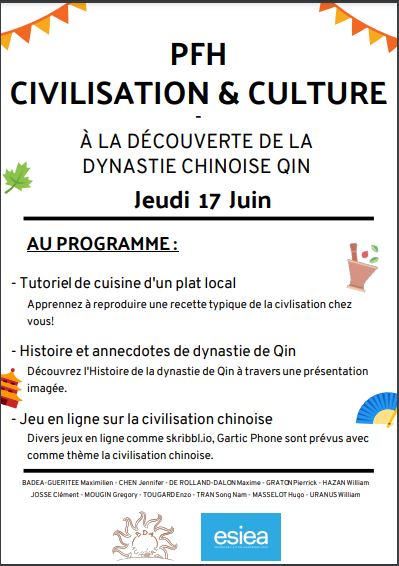 PFH
CIVILISATION & CULTURE
-
À LA DÉCOUVERTE DE LA
DYNASTIE CHINOISE QIN
Jeudi 17 Juin
AU PROGRAMME :
- Tutoriel de cuisine d'un plat local
Apprennez à reproduire une recette typique de la civlisation chez
vous!
- Histoire et annecdotes de dynastie de Qin
Découvrez l'Histoire de la dynastie de Qin à travers une présentation
imagée.
- Jeu en ligne sur la civilisation chinoise
Divers jeux en ligne comme skribbl.io, Gartic Phone sont prévus avec
comme thème la civilisation chinoise.
BADEA-GUERITEE Maximilien - CHEN Jennifer - DE ROLLAND-DALON Maxime - GRATON Pierrick - HAZAN William
JOSSE Clément - MOUGIN Gregory - TOUGARD Enzo - TRAN Song Nam - MASSELOT Hugo - URANUS William
esiea